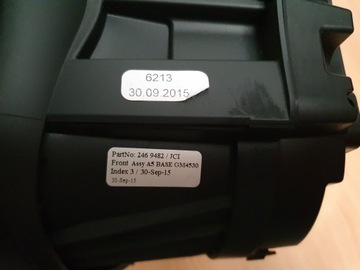 6213
30.09.2015
PartNo: 246 9482 / JCI
Front Assy A5 BASE G384530
Index 3 / 30-Sep-15
30-Sep-15